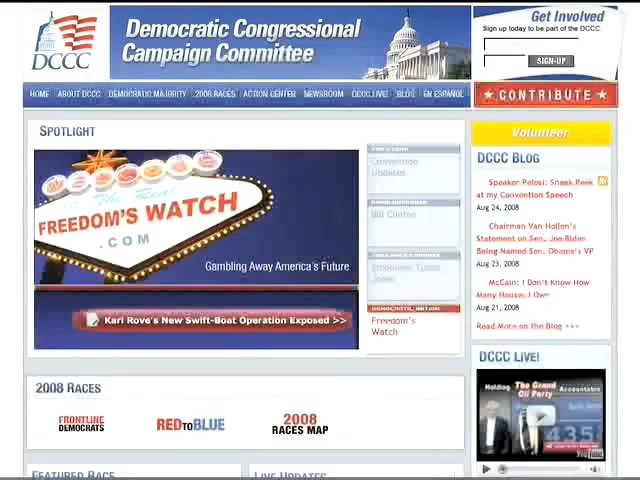 DCCC
Democratic Congressional
Campaign Committee
Get Involved
Sign up today to be part of the DCCC
SIGN-UP
HOME
ABOUT DCCC
DEMOCRATIC MAJORITY
2008 RACES
ACTION CENTER
NEWSROOM
DCCC LIVE!
BLOG
EN ESPAÑOL
CONTRIBUTE
SPOTLIGHT
FREEDOM'S WATCH
.COM
Gambling Away America's Future.
Karl Rove's New Swift-Boat Operation Exposed >>
Convention
Updates
Bill Clinton
Freedom's
Watch
Volunteer
DCCC BLOG
Speaker Pelosi: Sneak Peek
at my Convention Speech
Aug 24, 2008
Chairman Van Hollen's
Statement on Sen. Joe Biden
Being Named Sen. Obama's VP
Aug 23, 2008
McCain: I Don't Know How
Many Houses I Own
Aug 21, 2008
Read More on the Blog >>>
DCCC LIVE!
Holding The Grand Accountable
Oil Party
YouTube
2008 RACES
FRONTLINE
DEMOCRATS
REDTOBLUE
2008
RACES MAP
FEATURED RACE
LIVE UPDATES